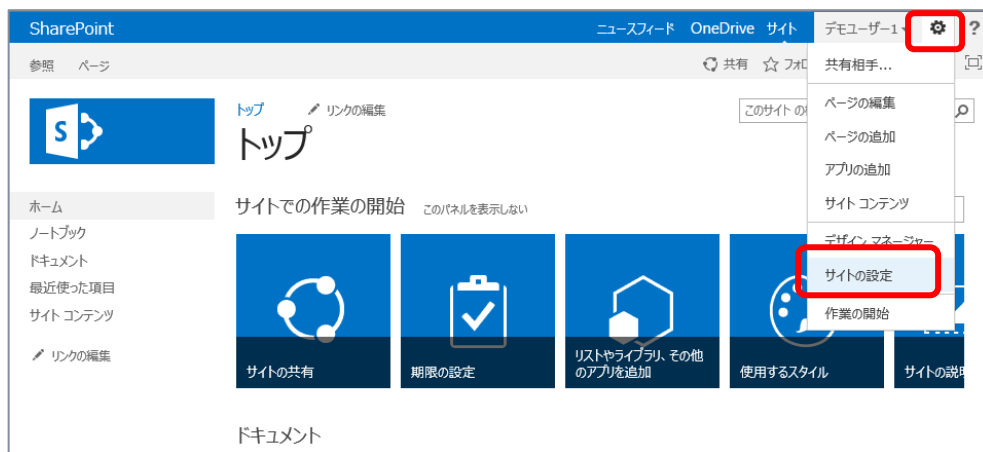 SharePoint
ニュースフィード OneDrive サイト デモユーザー1 ?
参照 ページ
共有 フォロ
共有相手...
ページの編集
ページの追加
アプリの追加
サイト コンテンツ
デザイン マネージャー
サイトの設定
作業の開始
S
トップ リンクの編集
トップ
このサイト の
ホーム
ノートブック
ドキュメント
最近使った項目
サイト コンテンツ
リンクの編集
サイトでの作業の開始 このパネルを表示しない
サイトの共有
期限の設定
リストやライブラリ、その他
のアプリを追加
使用するスタイル
サイトの説明
ドキュメント